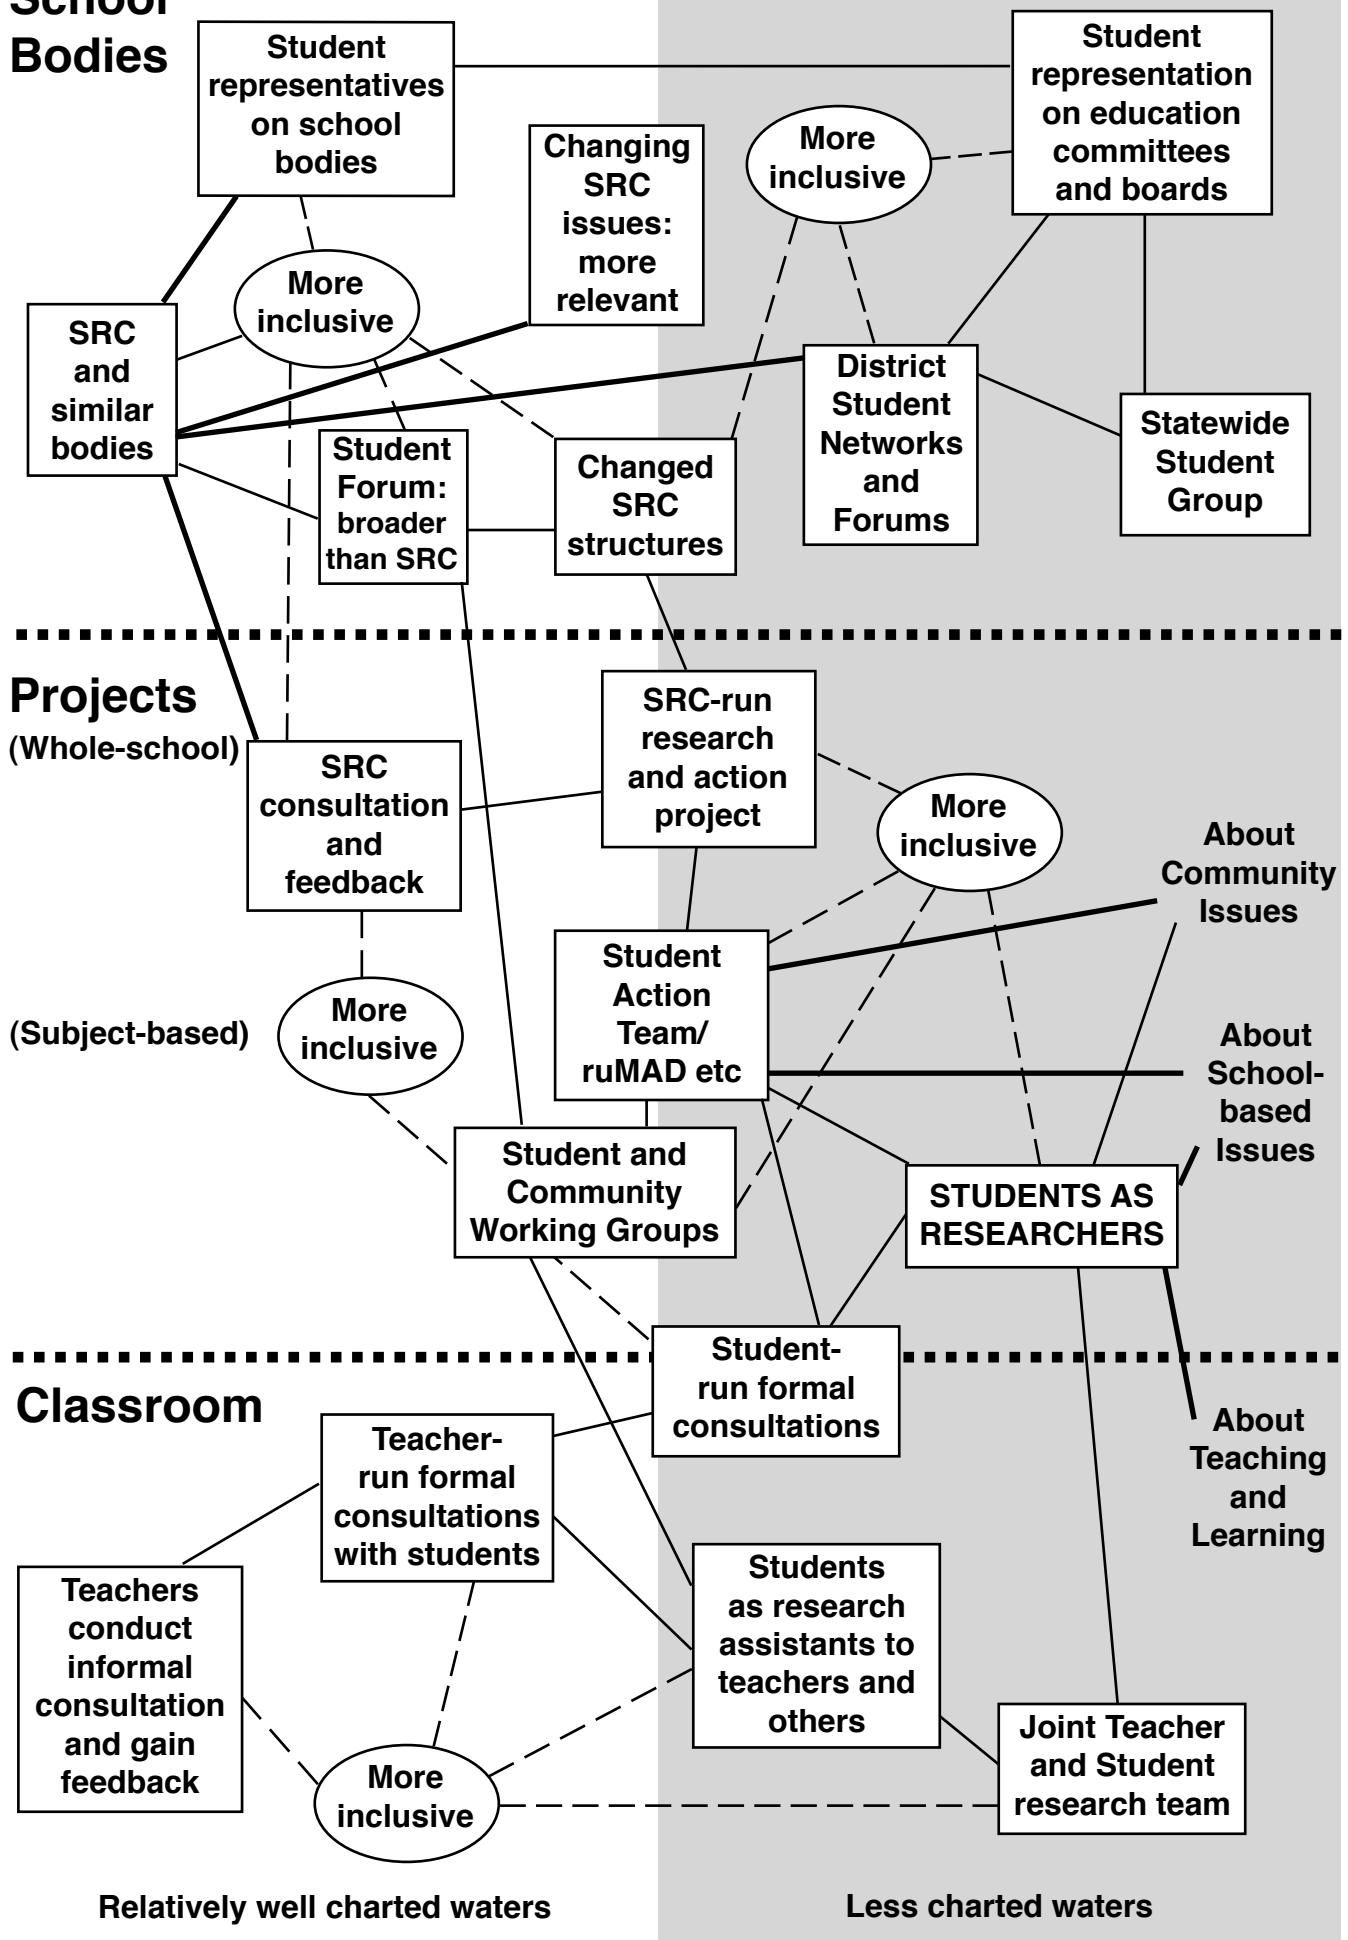 School
Bodies
Student
representatives
on school
bodies
Student
representation
on education
committees
and boards
Changing
SRC
issues:
more
relevant
More
inclusive
More
inclusive
SRC
and
similar
bodies
District
Student
Networks
and
Forums
Statewide
Student
Group
Student
Forum:
broader
than SRC
Changed
SRC
structures
Projects
(Whole-school)
SRC-run
research
and action
project
SRC
consultation
and
feedback
More
inclusive
About
Community
Issues
Student
Action
Team/
ruMAD etc
(Subject-based)
More
inclusive
About
School-
based
Issues
Student and
Community
Working Groups
STUDENTS AS
RESEARCHERS
Student-
run formal
consultations
Classroom
Teacher-
run formal
consultations
with students
About
Teaching
and
Learning
Teachers
conduct
informal
consultation
and gain
feedback
Students
as research
assistants to
teachers and
others
More
inclusive
Joint Teacher
and Student
research team
Relatively well charted waters
Less charted waters